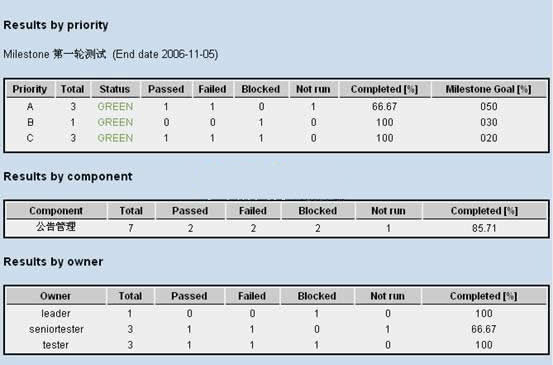 Results by priority
Milestone 第一轮测试 (End date 2006-11-05)
Priority Total Status Passed Failed Blocked Not run Completed [%] Milestone Goal [%]
A 3 GREEN 1 1 0 1 66.67 050
B 1 GREEN 0 0 1 0 100 030
C 3 GREEN 1 1 1 0 100 020
Results by component
Component Total Passed Failed Blocked Not run Completed [%]
公告管理 7 2 2 2 1 85.71
Results by owner
Owner Total Passed Failed Blocked Not run Completed [%]
leader 1 0 0 1 0 100
seniortester 3 1 1 0 1 66.67
tester 3 1 1 1 0 100